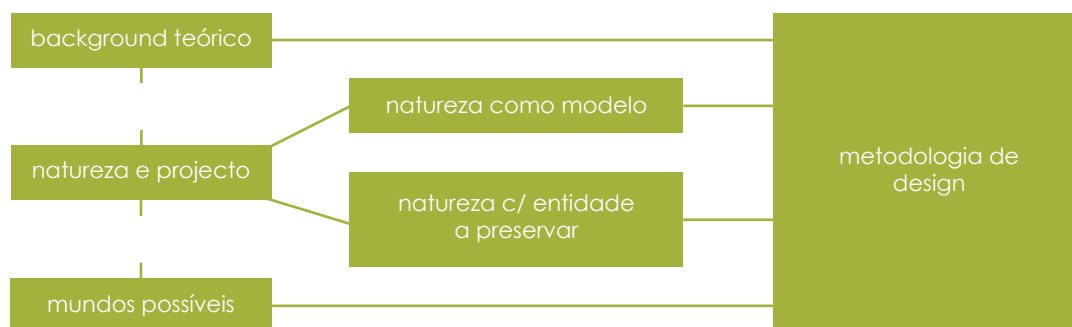 background teórico
natureza como modelo
natureza e projecto
metodologia de
design
natureza c/ entidade
a preservar
mundos possíveis